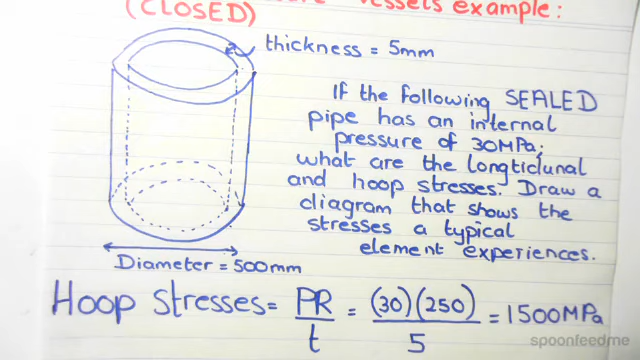 vessels example:
(CLOSED)
thickness = 5mm
If the following SEALED
pipe has an internal
pressure of 30MPa;
what are the longtidunal
and hoop stresses. Draw a
diagram that shows the
stresses a typical
element experiences.
Diameter = 500mm
Hoop Stresses = PR/t = (30)(250)/5 = 1500MPa
spoonfeedme